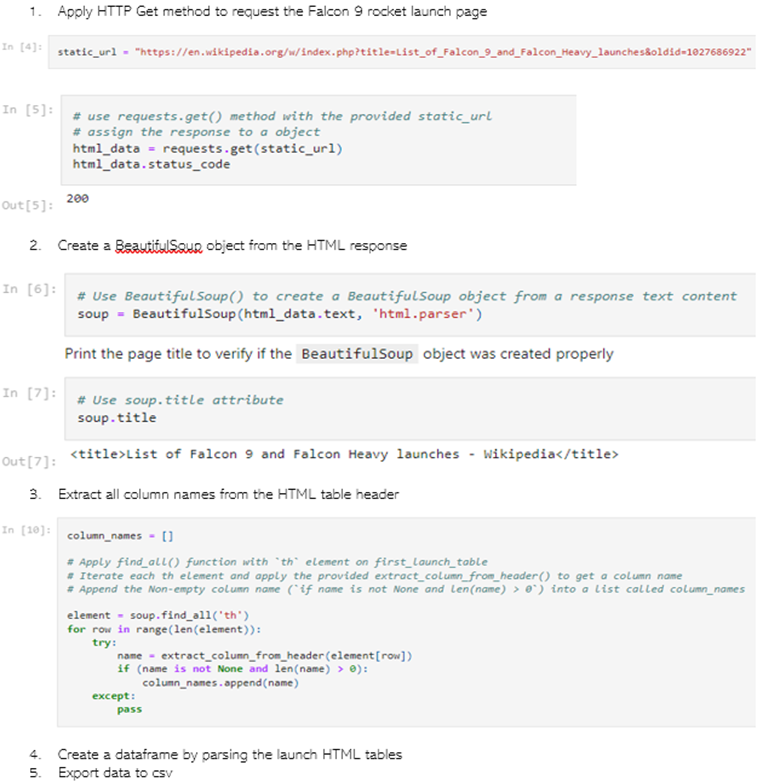 1. Apply HTTP Get method to request the Falcon 9 rocket launch page
In [4]: static_url = "https://en.wikipedia.org/w/index.php?title=List_of_Falcon_9_and_Falcon_Heavy_launches&oldid=1027686922"
In [5]: # use requests.get() method with the provided static_url
# assign the response to a object
html_data = requests.get(static_url)
html_data.status_code
Out[5]: 200
2. Create a BeautifulSoup object from the HTML response
In [6]: # Use BeautifulSoup() to create a BeautifulSoup object from a response text content
soup = BeautifulSoup(html_data.text, 'html.parser')
Print the page title to verify if the BeautifulSoup object was created properly
In [7]: # Use soup.title attribute
soup.title
Out[7]: <title>List of Falcon 9 and Falcon Heavy launches - Wikipedia</title>
3. Extract all column names from the HTML table header
In [10]: column_names = []
# Apply find_all() function with `th` element on first_launch_table
# Iterate each th element and apply the provided extract_column_from_header() to get a column name
# Append the Non-empty column name (`if name is not None and len(name) > 0`) into a list called column_names
element = soup.find_all('th')
for row in range(len(element)):
try:
name = extract_column_from_header(element[row])
if (name is not None and len(name) > 0):
column_names.append(name)
except:
pass
4. Create a dataframe by parsing the launch HTML tables
5. Export data to csv